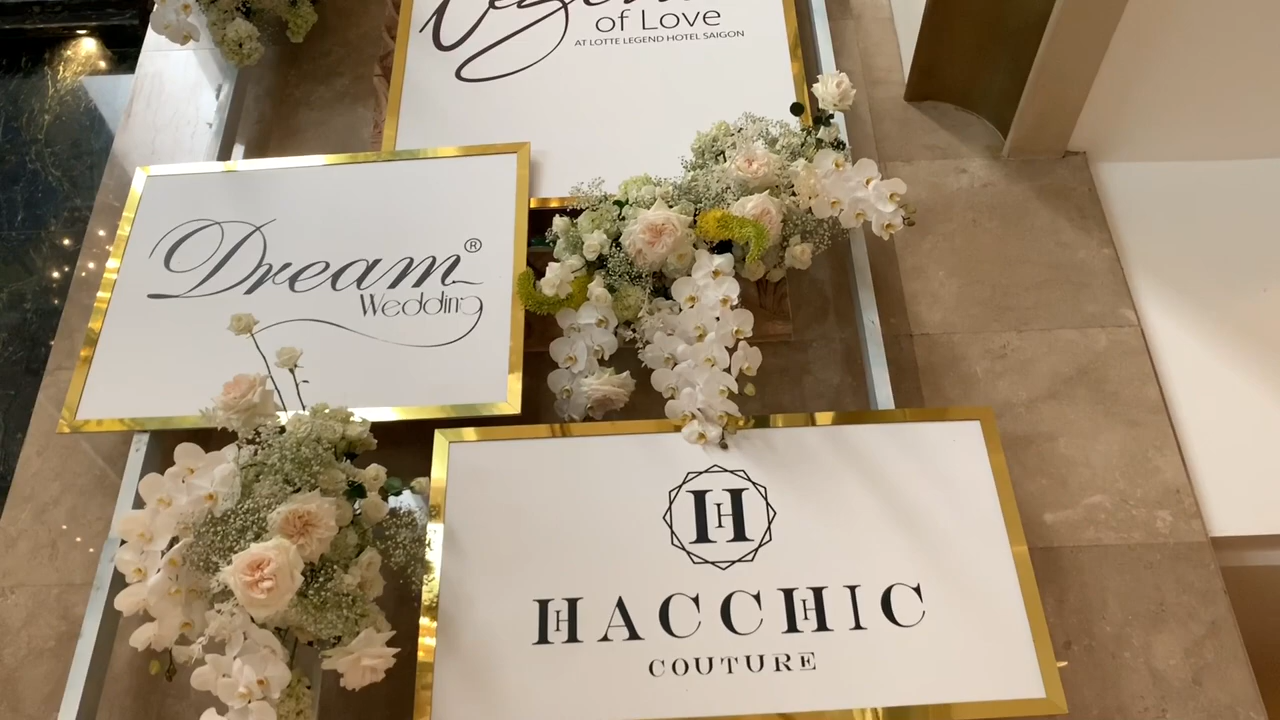 of Love
AT LOTTE LEGEND HOTEL SAIGON
Dream®
Wedding
H
HACCHIC
COUTURE